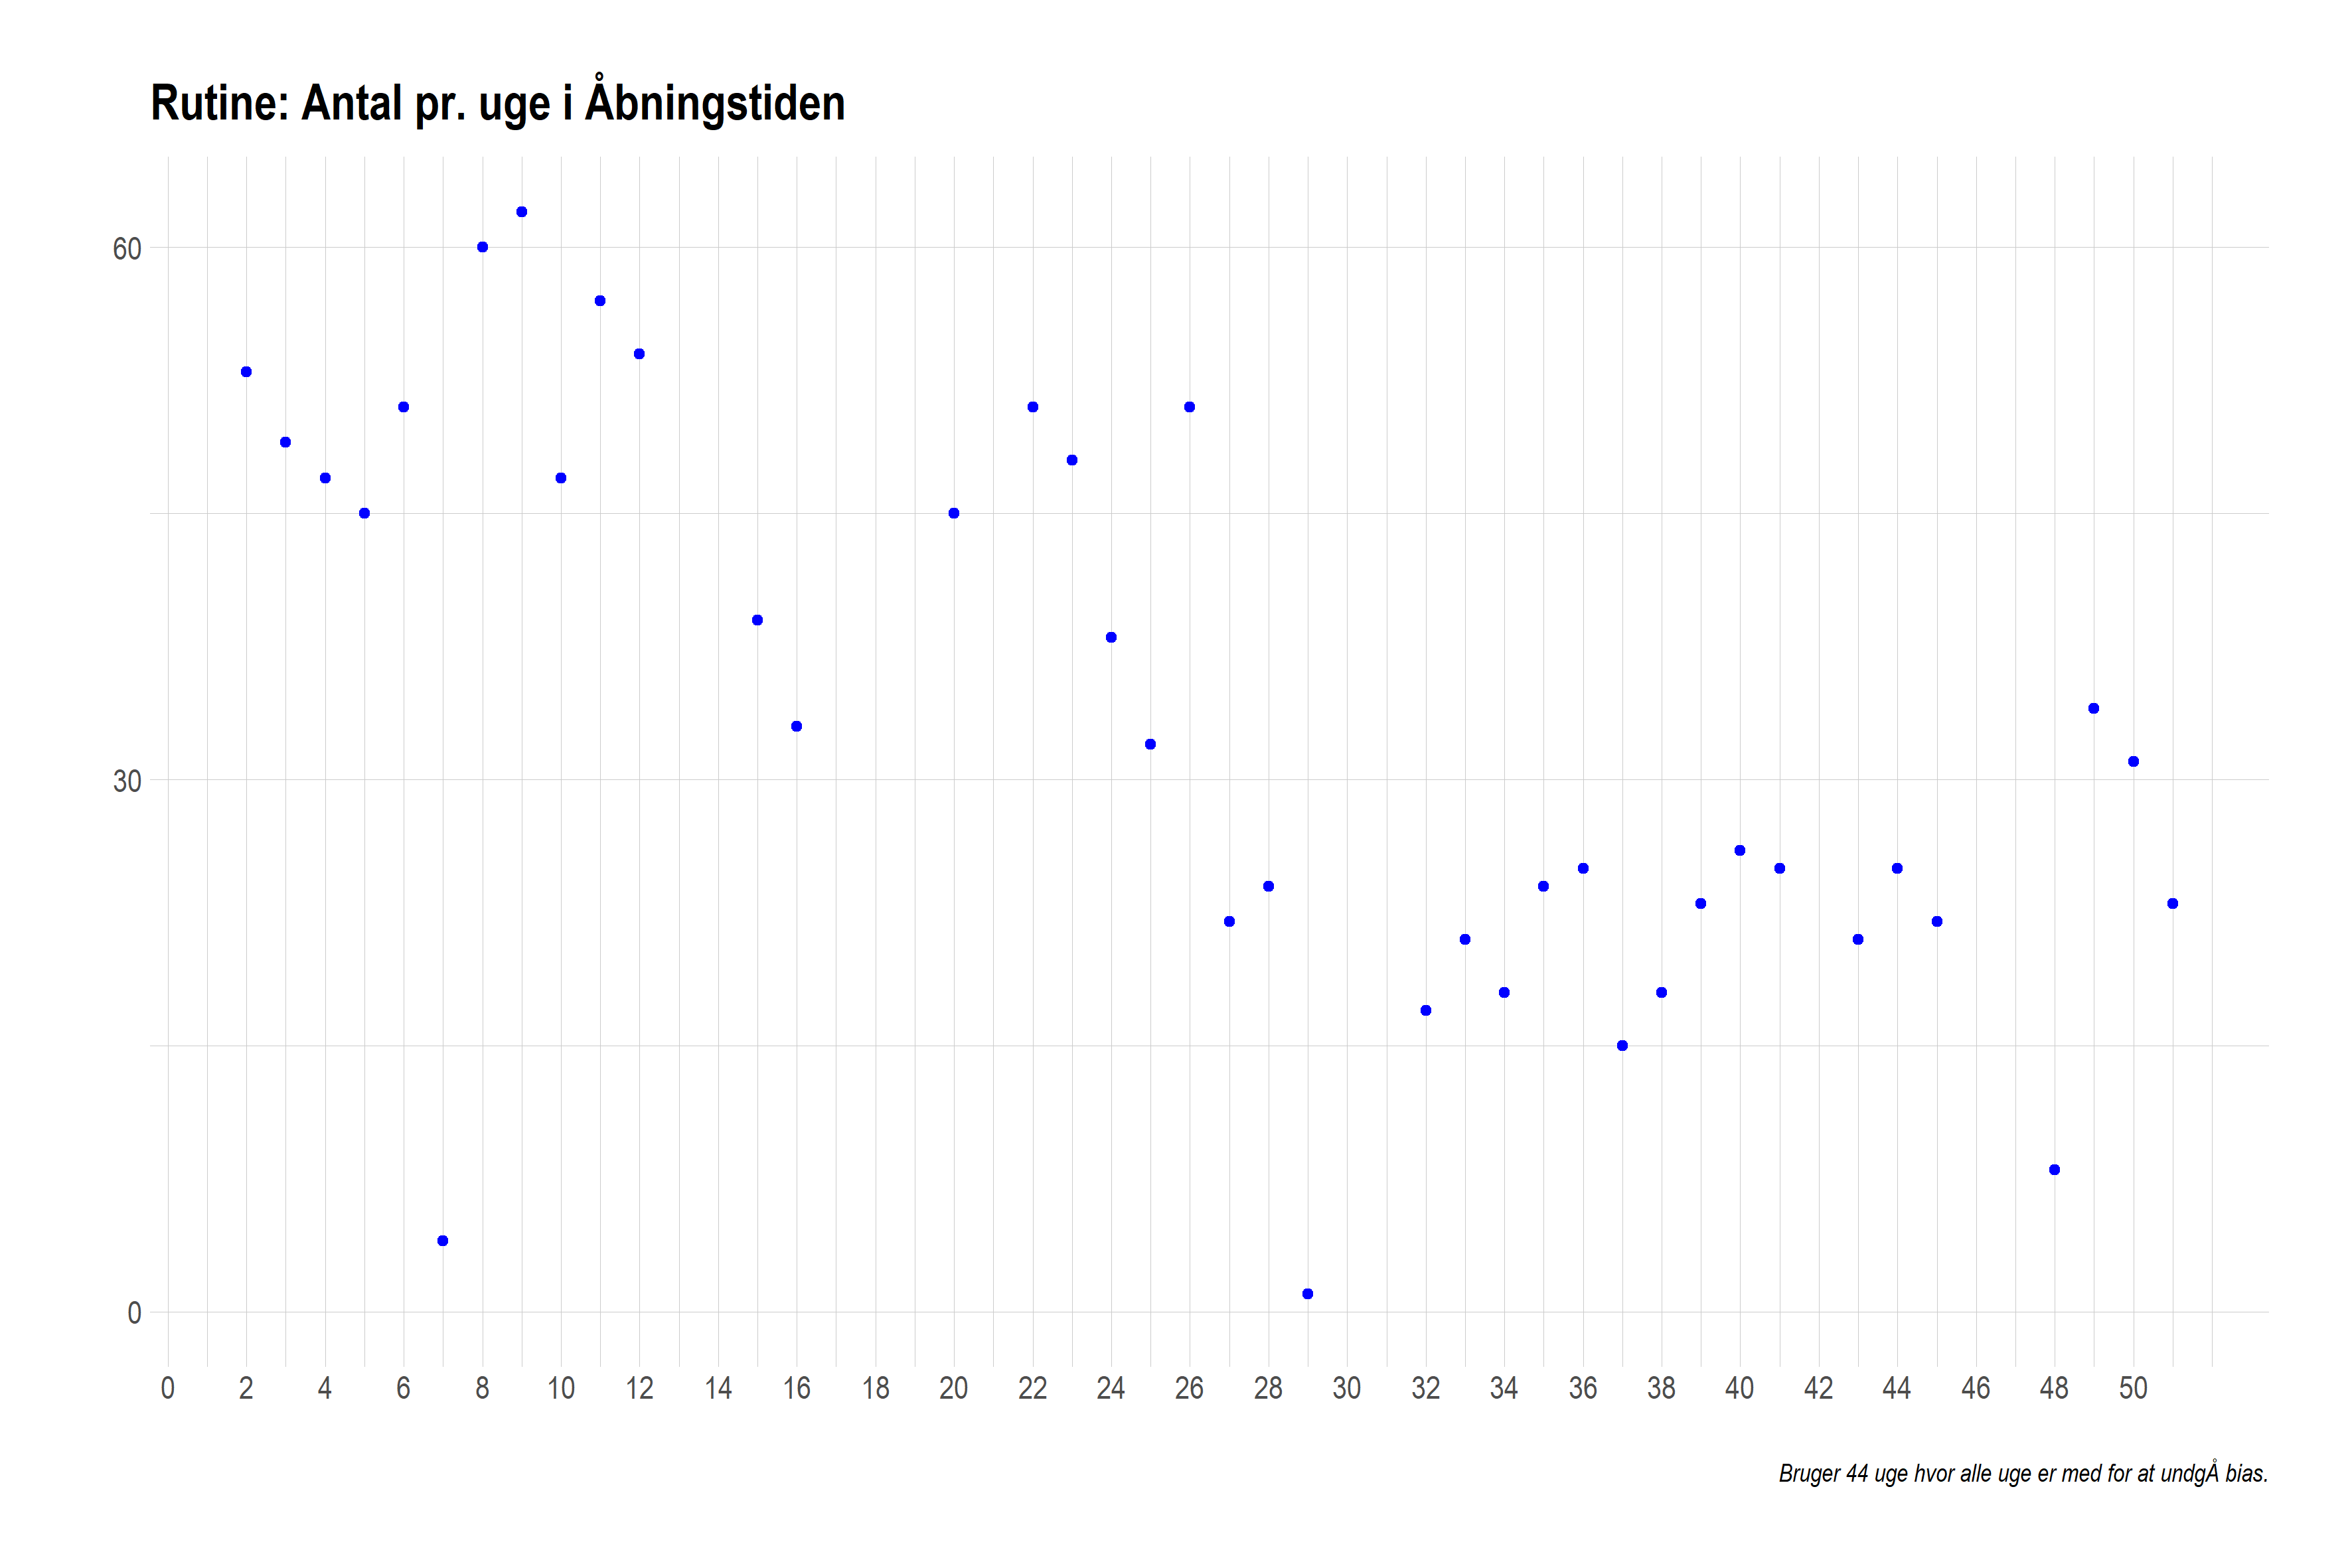 Rutine: Antal pr. uge i Åbningstiden
60
30
0
0 2 4 6 8 10 12 14 16 18 20 22 24 26 28 30 32 34 36 38 40 42 44 46 48 50
Bruger 44 uge hvor alle uge er med for at undgÅ bias.